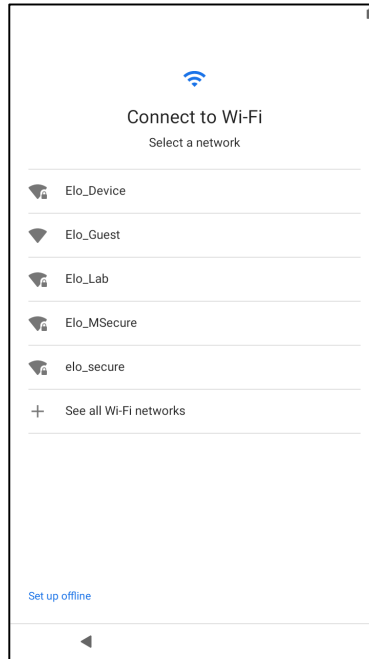 Connect to Wi-Fi
Select a network
Elo_Device
Elo_Guest
Elo_Lab
Elo_MSecure
elo_secure
See all Wi-Fi networks
Set up offline